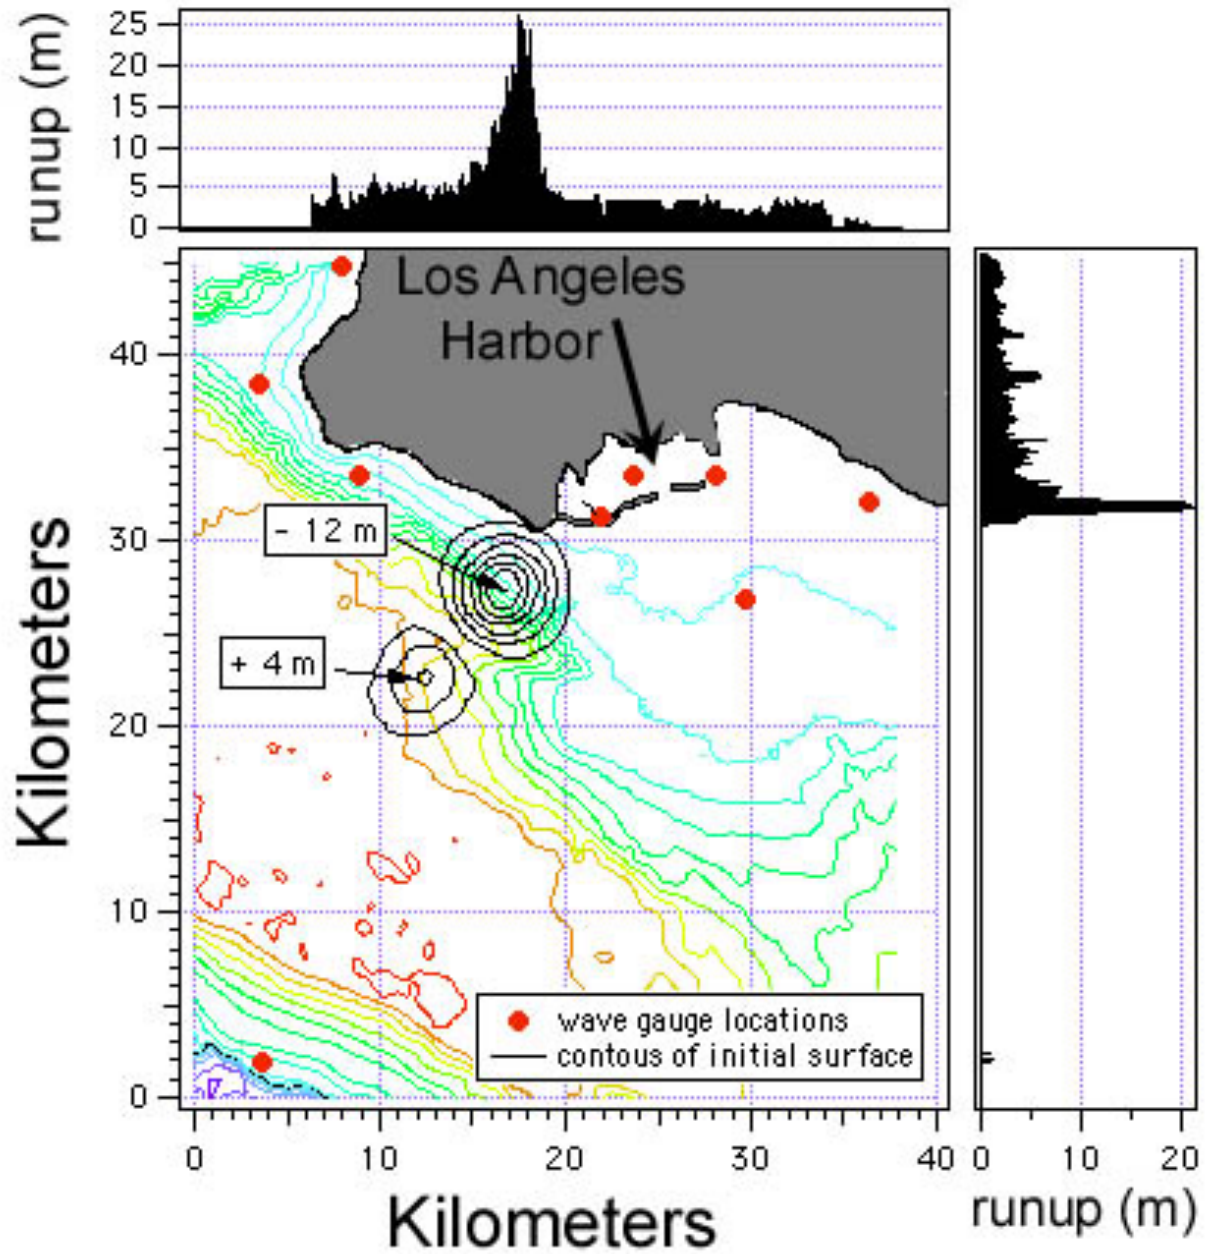 runup (m)
25
20
15
10
5
0
Los Angeles
Harbor
40
30
20
10
0
Kilometers
- 12 m
+ 4 m
wave gauge locations
contous of initial surface
0 10 20 30 40
Kilometers
0 10 20
runup (m)